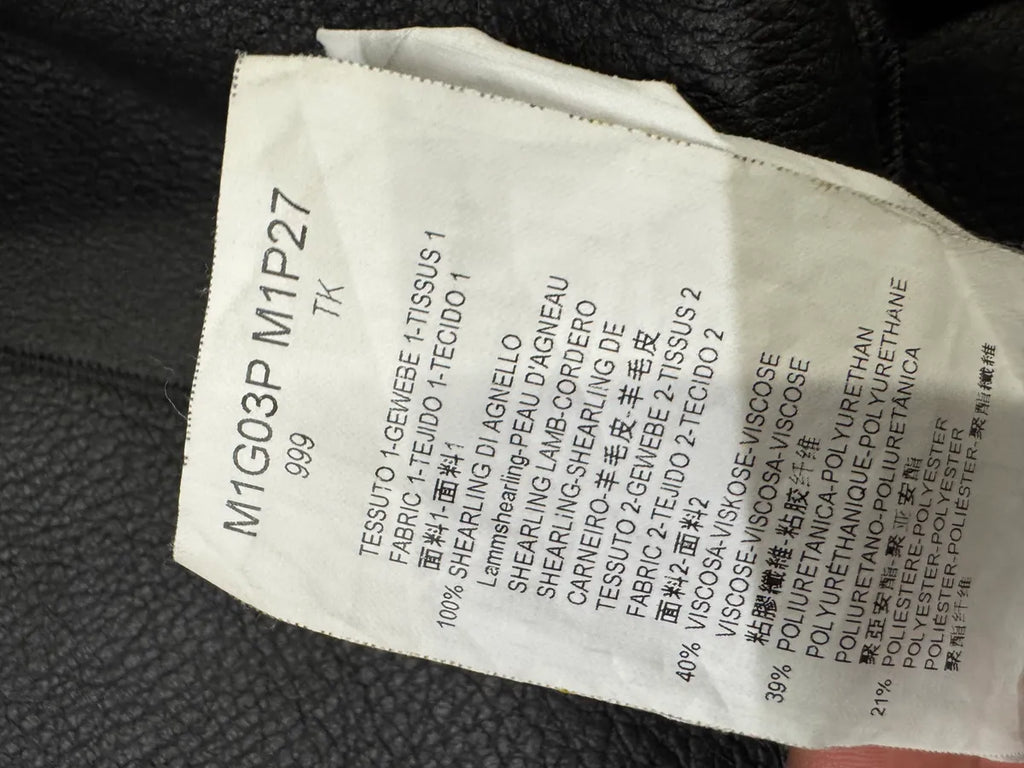 M1G03P M1P27
999 TK
TESSUTO 1-GEWEBE 1-TISSUS 1
FABRIC 1-TEJIDO 1-TECIDO 1
面料1-面料1
100% SHEARLING DI AGNELLO
Lammshearling-PEAU D'AGNEAU
SHEARLING LAMB-CORDERO
SHEARLING-SHEARLING DE
CARNEIRO-羊毛皮-羊毛皮
TESSUTO 2-GEWEBE 2-TISSUS 2
FABRIC 2-TEJIDO 2-TECIDO 2
面料2-面料2
40% VISCOSA-VISKOSE-VISCOSE
VISCOSE-VISCOSA-VISCOSE
粘膠纖維-粘胶纤维
39% POLIURETANICA-POLYURETHAN
POLYURÉTHANIQUE-POLYURETHANE
POLIURETANO-POLIURETÂNICA
聚亞安酯-聚亚安酯
21% POLIESTERE-POLYESTER
POLYESTER-POLYESTER
POLIÉSTER-POLIÉSTER-聚酯纖維
聚酯纤维